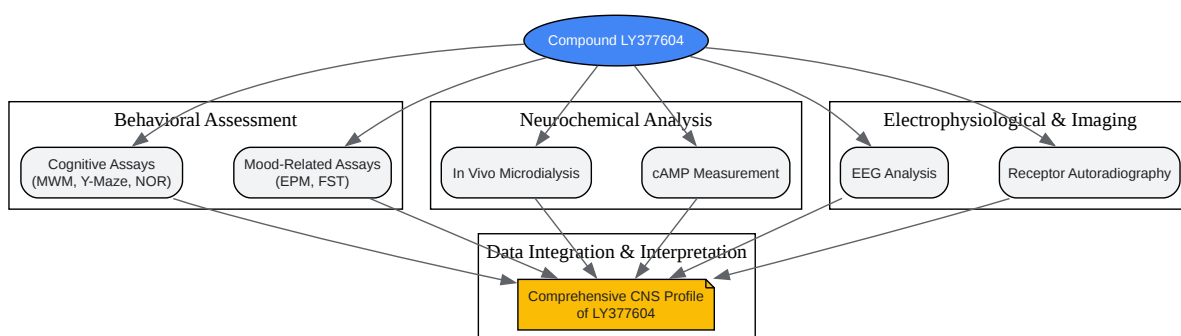 Compound LY377604
Behavioral Assessment
Neurochemical Analysis
Electrophysiological & Imaging
Cognitive Assays
(MWM, Y-Maze, NOR)
Mood-Related Assays
(EPM, FST)
In Vivo Microdialysis
cAMP Measurement
EEG Analysis
Receptor Autoradiography
Data Integration & Interpretation
Comprehensive CNS Profile
of LY377604